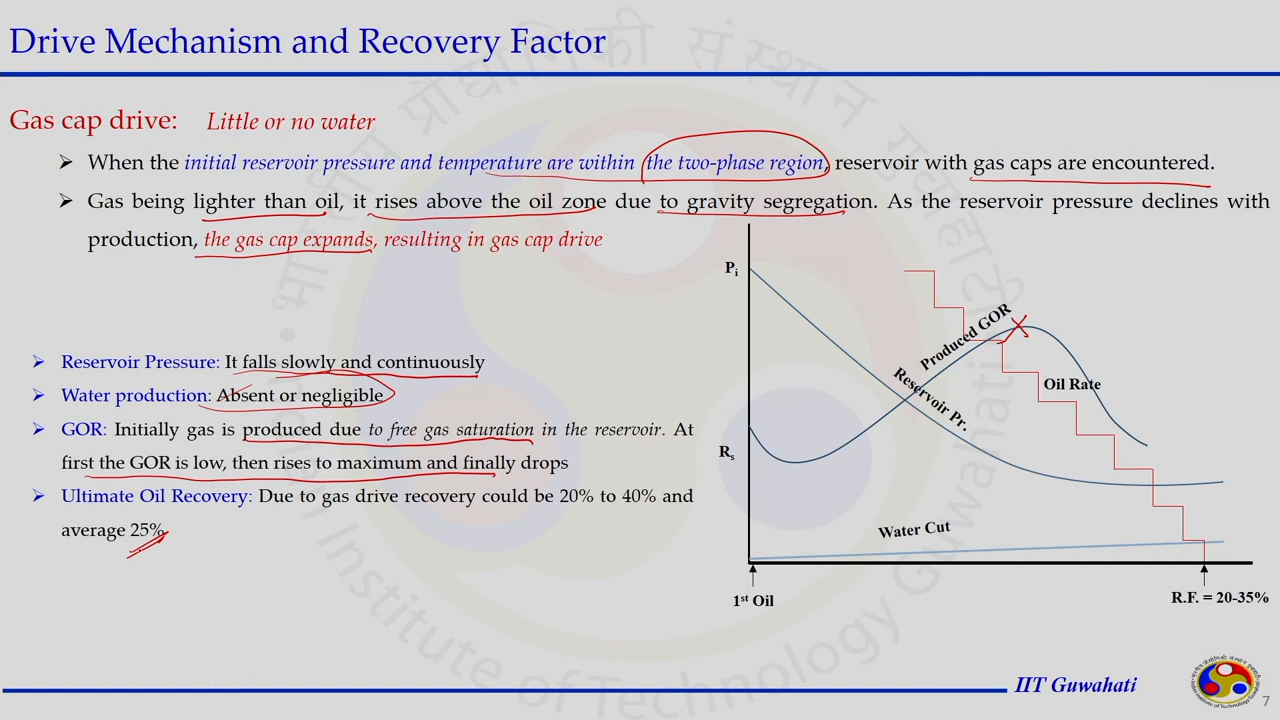 Drive Mechanism and Recovery Factor
Gas cap drive: Little or no water
➢ When the initial reservoir pressure and temperature are within the two-phase region, reservoir with gas caps are encountered.
➢ Gas being lighter than oil, it rises above the oil zone due to gravity segregation. As the reservoir pressure declines with
production, the gas cap expands, resulting in gas cap drive
➢ Reservoir Pressure: It falls slowly and continuously
➢ Water production: Absent or negligible
➢ GOR: Initially gas is produced due to free gas saturation in the reservoir. At
first the GOR is low, then rises to maximum and finally drops
➢ Ultimate Oil Recovery: Due to gas drive recovery could be 20% to 40% and
average 25%
Pi
Produced GOR
Reservoir Pr.
Oil Rate
Rs
Water Cut
1st Oil
R.F. = 20-35%
IIT Guwahati
7
Institute of Technology Guwahati